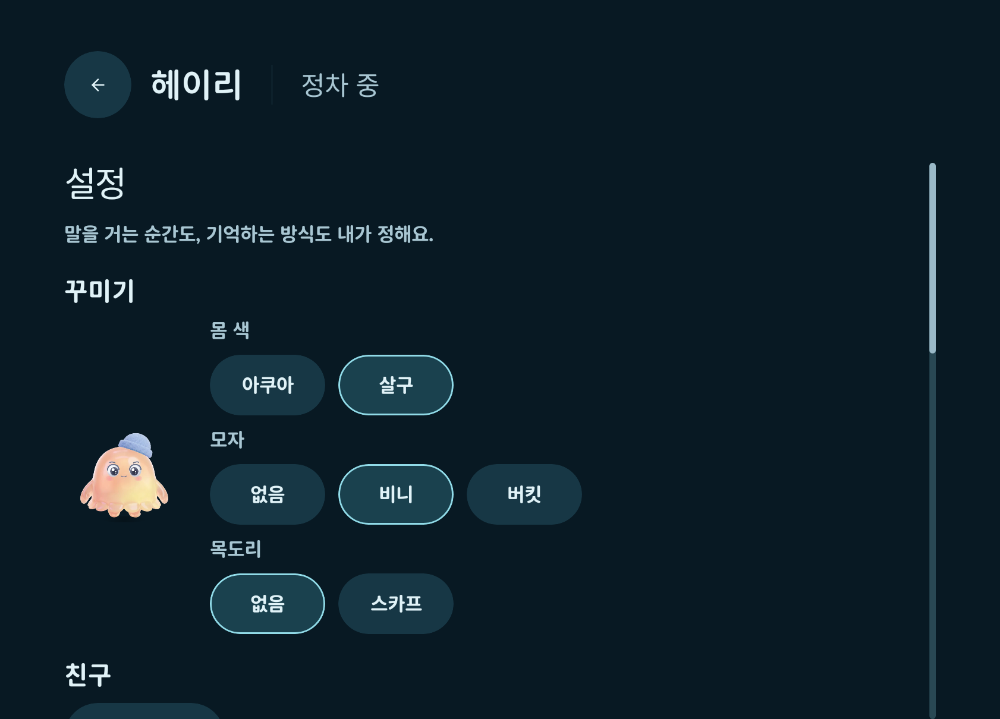 헤이리
정차 중
설정
말을 거는 순간도, 기억하는 방식도 내가 정해요.
꾸미기
몸 색
아쿠아 살구
모자
없음 비니 버킷
목도리
없음 스카프
친구